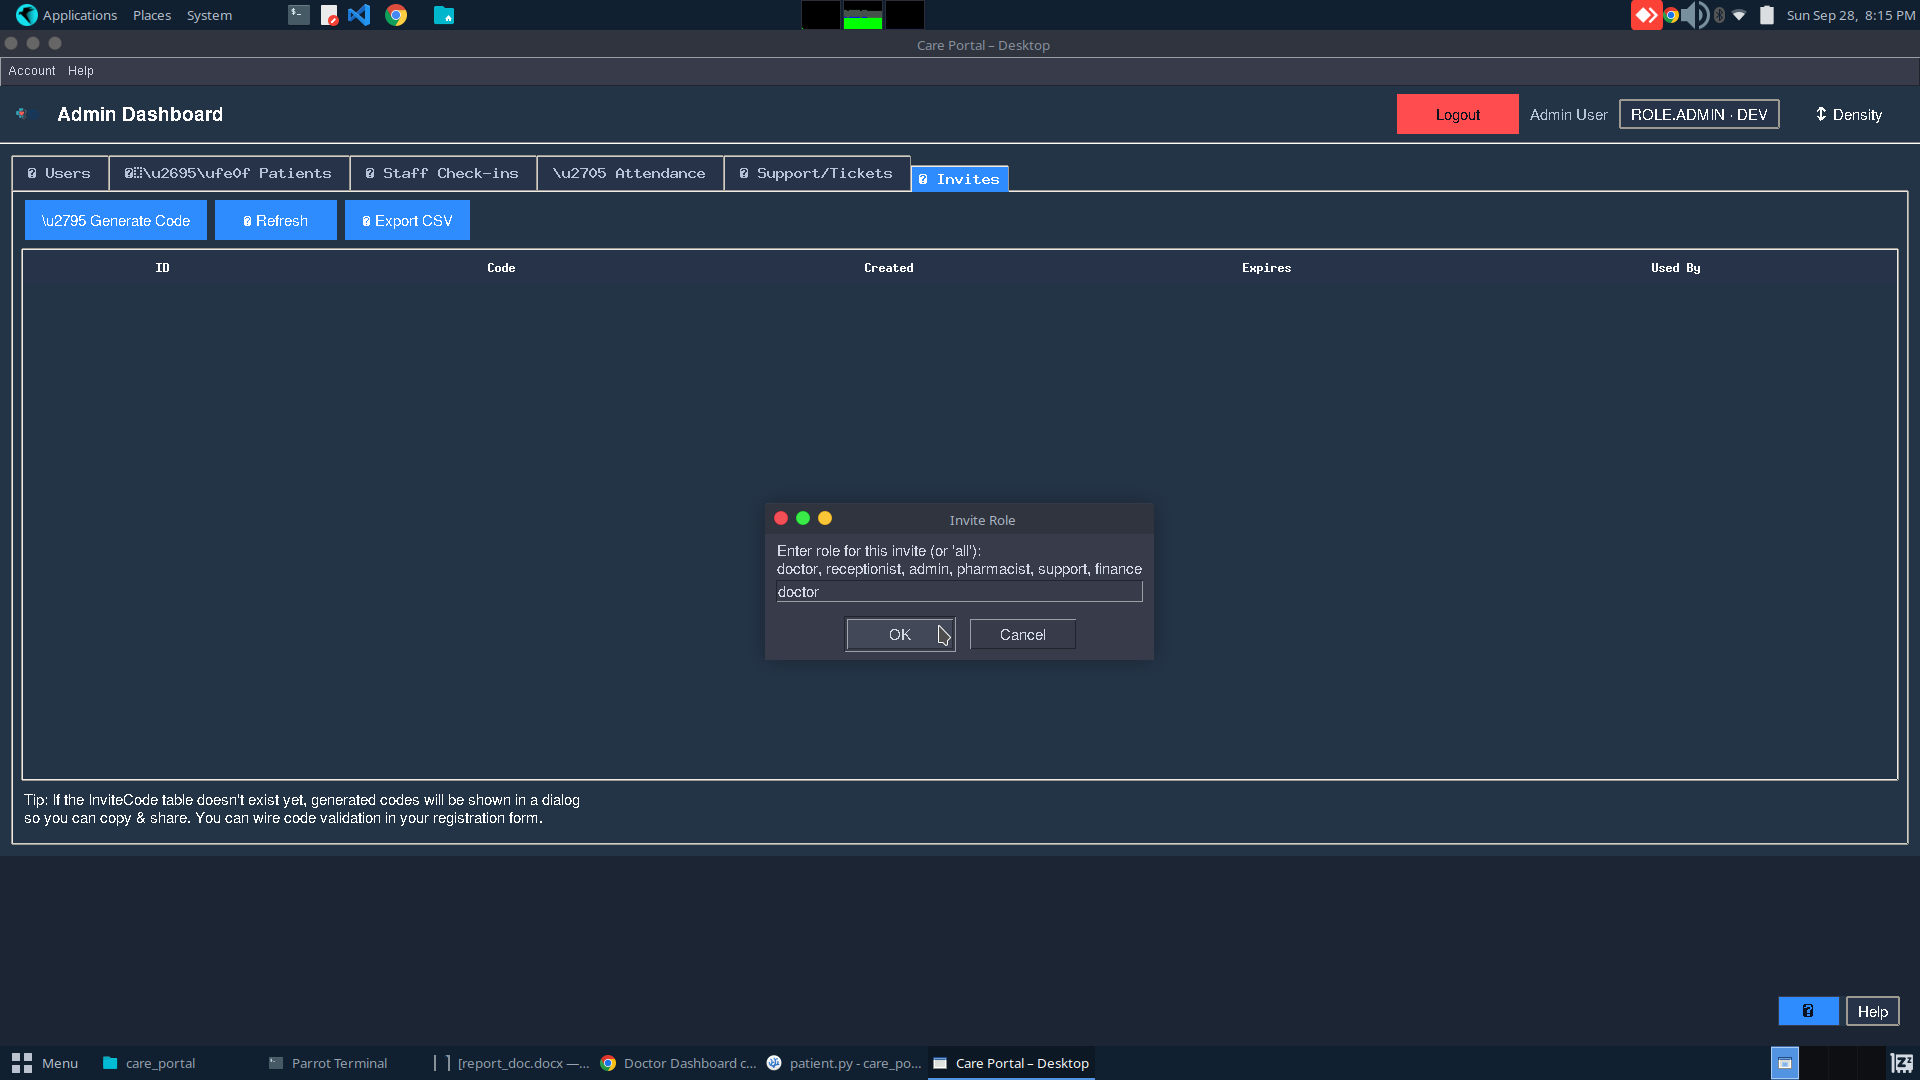 Applications Places System
Sun Sep 28, 8:15 PM
Care Portal – Desktop
Account Help
Admin Dashboard
Logout
Admin User
ROLE.ADMIN · DEV
↕ Density
Users
\u2695\ufe0f Patients
Staff Check-ins
\u2705 Attendance
Support/Tickets
Invites
\u2795 Generate Code
Refresh
Export CSV
ID Code Created Expires Used By
Invite Role
Enter role for this invite (or 'all'):
doctor, receptionist, admin, pharmacist, support, finance
doctor
OK Cancel
Tip: If the InviteCode table doesn't exist yet, generated codes will be shown in a dialog
so you can copy & share. You can wire code validation in your registration form.
Help
Menu
care_portal
Parrot Terminal
[report_doc.docx —...
Doctor Dashboard c...
patient.py - care_po...
Care Portal – Desktop